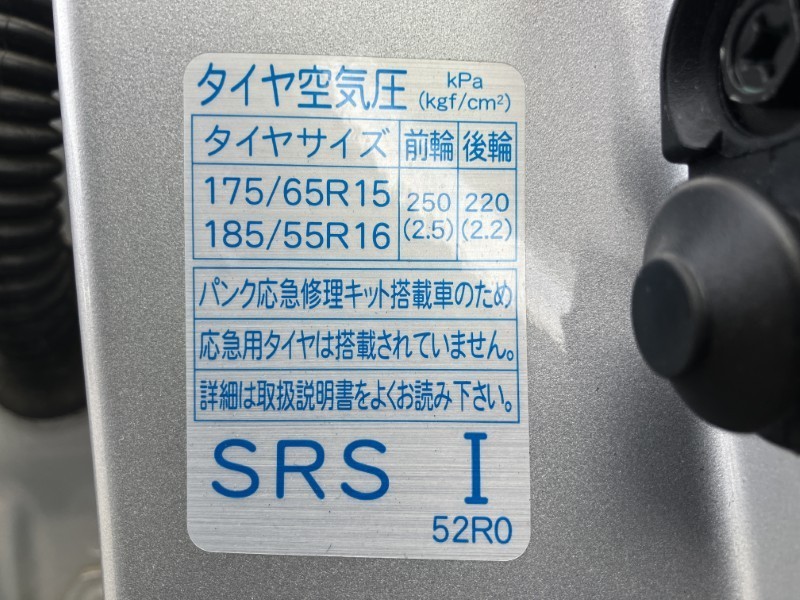 タイヤ空気圧 kPa (kgf/cm²)
タイヤサイズ 前輪 後輪
175/65R15 250 220
185/55R16 (2.5) (2.2)
パンク応急修理キット搭載車のため
応急用タイヤは搭載されていません。
詳細は取扱説明書をよくお読み下さい。
SRS I
52R0